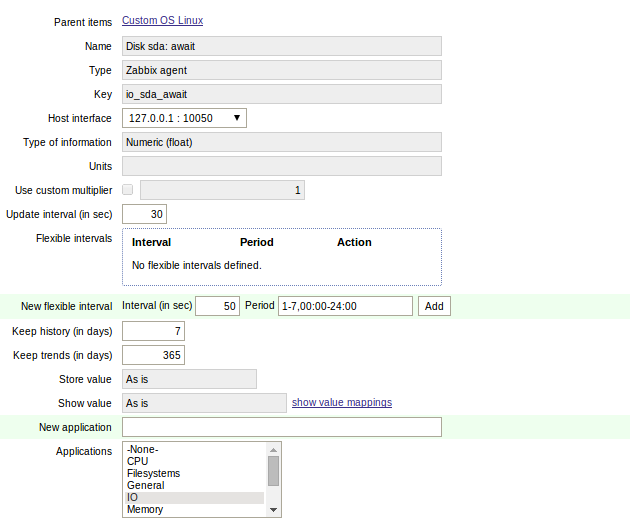 Parent items Custom OS Linux
Name Disk sda: await
Type Zabbix agent
Key io_sda_await
Host interface 127.0.0.1 : 10050
Type of information Numeric (float)
Units
Use custom multiplier 1
Update interval (in sec) 30
Flexible intervals Interval Period Action
No flexible intervals defined.
New flexible interval Interval (in sec) 50 Period 1-7,00:00-24:00 Add
Keep history (in days) 7
Keep trends (in days) 365
Store value As is
Show value As is show value mappings
New application
Applications -None-
CPU
Filesystems
General
IO
Memory